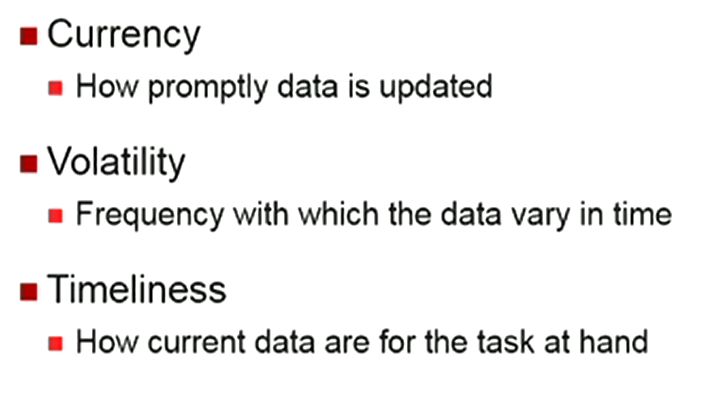 Currency
How promptly data is updated
Volatility
Frequency with which the data vary in time
Timeliness
How current data are for the task at hand